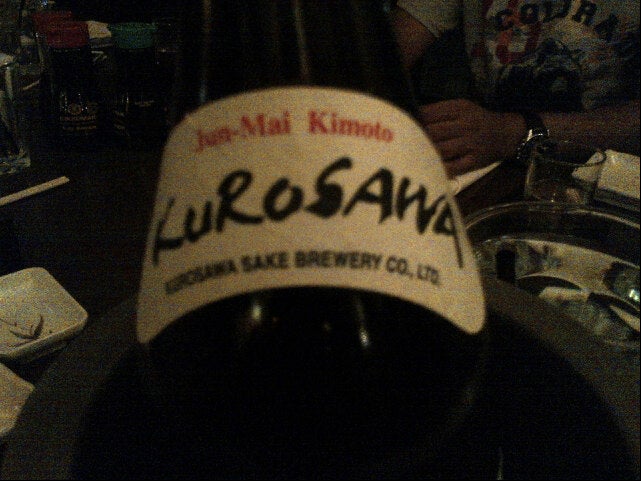 Jun-Mai Kimoto
KUROSAWA
KUROSAWA SAKE BREWERY CO., LTD.